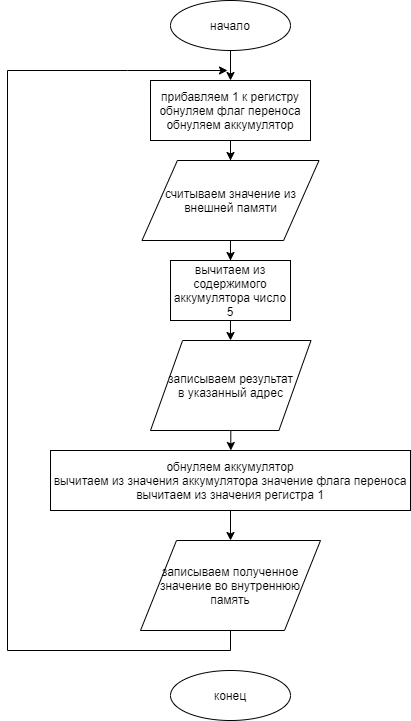 начало
прибавляем 1 к регистру
обнуляем флаг переноса
обнуляем аккумулятор
считываем значение из
внешней памяти
вычитаем из
содержимого
аккумулятора число
5
записываем результат
в указанный адрес
обнуляем аккумулятор
вычитаем из значения аккумулятора значение флага переноса
вычитаем из значения регистра 1
записываем полученное
значение во внутреннюю
память
конец